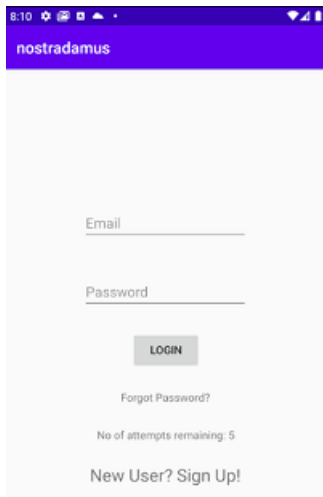 8:10
nostradamus
Email
Password
LOGIN
Forgot Password?
No of attempts remaining: 5
New User? Sign Up!